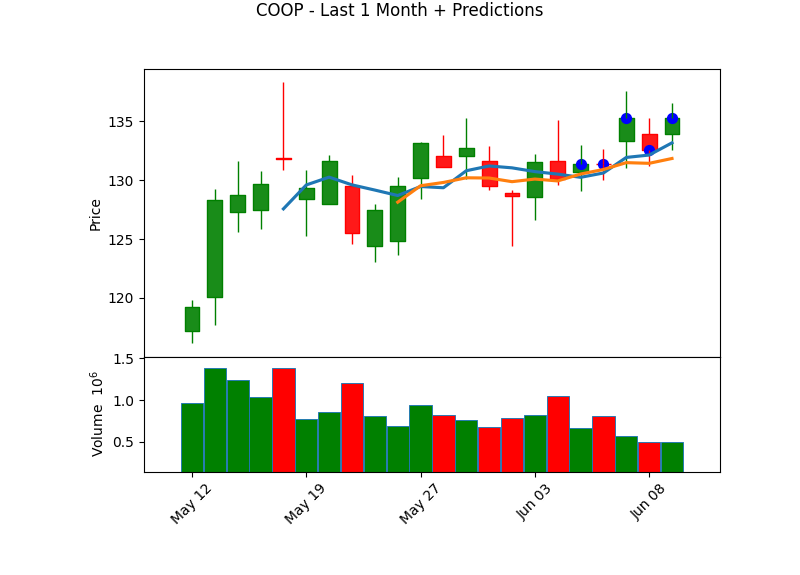 COOP - Last 1 Month + Predictions
135
130
125
120
Price
1.5
1.0
0.5
Volume 10^6
May 12
May 19
May 27
Jun 03
Jun 08